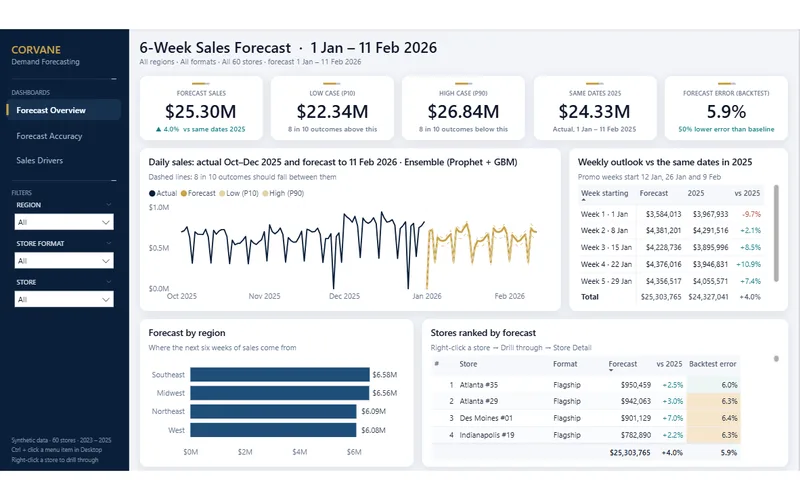 CORVANE
Demand Forecasting
DASHBOARDS
Forecast Overview
Forecast Accuracy
Sales Drivers
FILTERS
REGION
All
STORE FORMAT
All
STORE
All
Synthetic data · 60 stores · 2023 – 2025
Ctrl + click a menu item in Desktop
Right-click a store to drill through
6-Week Sales Forecast · 1 Jan – 11 Feb 2026
All regions · All formats · All 60 stores · forecast 1 Jan – 11 Feb 2026
FORECAST SALES
$25.30M
▲ 4.0% vs same dates 2025
LOW CASE (P10)
$22.34M
8 in 10 outcomes above this
HIGH CASE (P90)
$26.84M
8 in 10 outcomes below this
SAME DATES 2025
$24.33M
Actual, 1 Jan – 11 Feb 2025
FORECAST ERROR (BACKTEST)
5.9%
50% lower error than baseline
Daily sales: actual Oct–Dec 2025 and forecast to 11 Feb 2026 · Ensemble (Prophet + GBM)
Dashed lines: 8 in 10 outcomes should fall between them
Actual Forecast Low (P10) High (P90)
$1.0M
$0.5M
$0.0M
Oct 2025 Nov 2025 Dec 2025 Jan 2026 Feb 2026
Weekly outlook vs the same dates in 2025
Promo weeks start 12 Jan, 26 Jan and 9 Feb
Week starting Forecast 2025 vs 2025
Week 1 - 1 Jan $3,584,013 $3,967,933 -9.7%
Week 2 - 8 Jan $4,381,201 $4,291,516 +2.1%
Week 3 - 15 Jan $4,228,736 $3,895,996 +8.5%
Week 4 - 22 Jan $4,376,016 $3,946,831 +10.9%
Week 5 - 29 Jan $4,356,517 $4,055,571 +7.4%
Total $25,303,765 $24,327,041 +4.0%
Forecast by region
Where the next six weeks of sales come from
Southeast $6.58M
Midwest $6.56M
Northeast $6.09M
West $6.08M
$0M $2M $4M $6M
Stores ranked by forecast
Right-click a store → Drill through → Store Detail
# Store Format Forecast vs 2025 Backtest error
1 Atlanta #35 Flagship $950,459 +2.5% 6.0%
2 Atlanta #29 Flagship $942,063 +3.0% 6.3%
3 Des Moines #01 Flagship $901,129 +7.0% 6.4%
4 Indianapolis #19 Flagship $782,890 +2.2% 6.3%
$25,303,765 +4.0% 5.9%